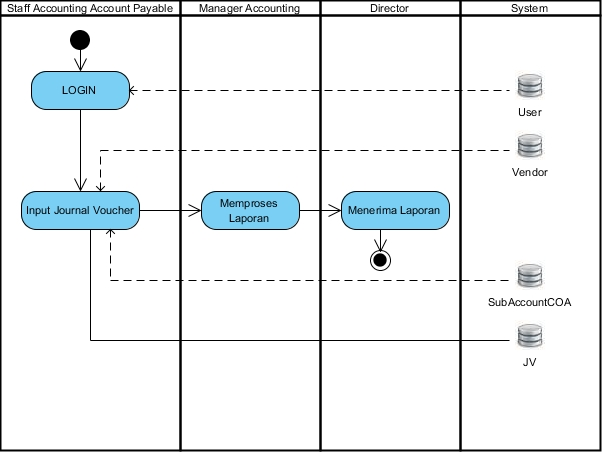 Staff Accounting Account Payable
Manager Accounting
Director
System
LOGIN
User
Vendor
Input Journal Voucher
Memproses
Laporan
Menerima Laporan
SubAccountCOA
JV